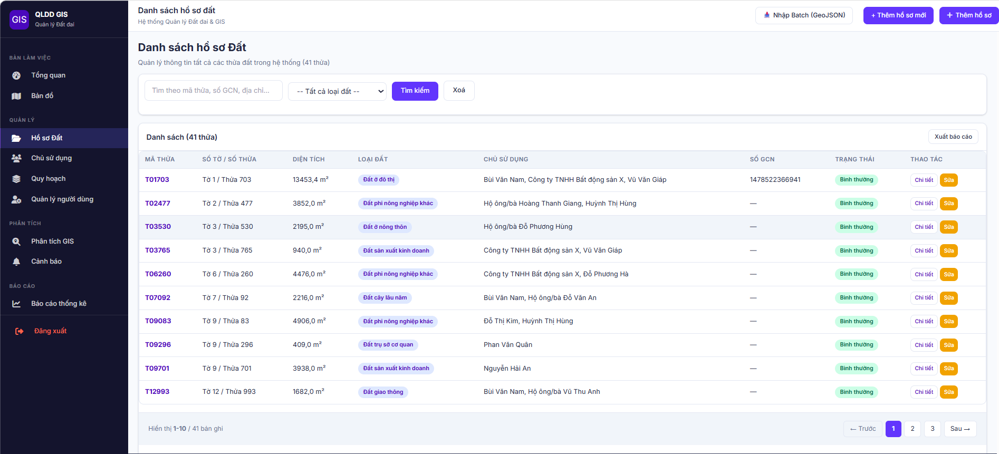 GIS
QLDD GIS
Quản lý Đất đai
BÀN LÀM VIỆC
Tổng quan
Bản đồ
QUẢN LÝ
Hồ sơ Đất
Chủ sử dụng
Quy hoạch
Quản lý người dùng
PHÂN TÍCH
Phân tích GIS
Cảnh báo
BÁO CÁO
Báo cáo thống kê
Đăng xuất
Danh sách hồ sơ đất
Hệ thống Quản lý Đất đai & GIS
Nhập Batch (GeoJSON)
+ Thêm hồ sơ mới
+ Thêm hồ sơ
Danh sách hồ sơ Đất
Quản lý thông tin tất cả các thửa đất trong hệ thống (41 thửa)
Tìm theo mã thửa, số GCN, địa chỉ...
-- Tất cả loại đất --
Tìm kiếm
Xoá
Danh sách (41 thửa)
Xuất báo cáo
MÃ THỬA SỐ TỜ / SỐ THỬA DIỆN TÍCH LOẠI ĐẤT CHỦ SỬ DỤNG SỐ GCN TRẠNG THÁI THAO TÁC
T01703 Tờ 1 / Thửa 703 13453,4 m² Đất ở đô thị Bùi Văn Nam, Công ty TNHH Bất động sản X, Vũ Văn Giáp 1478522366941 Bình thường Chi tiết Sửa
T02477 Tờ 2 / Thửa 477 3852,0 m² Đất phi nông nghiệp khác Hộ ông/bà Hoàng Thanh Giang, Huỳnh Thị Hùng — Bình thường Chi tiết Sửa
T03530 Tờ 3 / Thửa 530 2195,0 m² Đất ở nông thôn Hộ ông/bà Đỗ Phương Hùng — Bình thường Chi tiết Sửa
T03765 Tờ 3 / Thửa 765 940,0 m² Đất sản xuất kinh doanh Công ty TNHH Bất động sản X, Vũ Văn Giáp — Bình thường Chi tiết Sửa
T06260 Tờ 6 / Thửa 260 4476,0 m² Đất phi nông nghiệp khác Công ty TNHH Bất động sản X, Đỗ Phương Hà — Bình thường Chi tiết Sửa
T07092 Tờ 7 / Thửa 92 2216,0 m² Đất cây lâu năm Bùi Văn Nam, Hộ ông/bà Đỗ Văn An — Bình thường Chi tiết Sửa
T09083 Tờ 9 / Thửa 83 4906,0 m² Đất phi nông nghiệp khác Đỗ Thị Kim, Huỳnh Thị Hùng — Bình thường Chi tiết Sửa
T09296 Tờ 9 / Thửa 296 409,0 m² Đất trụ sở cơ quan Phan Văn Quân — Bình thường Chi tiết Sửa
T09701 Tờ 9 / Thửa 701 3938,0 m² Đất sản xuất kinh doanh Nguyễn Hải An — Bình thường Chi tiết Sửa
T12993 Tờ 12 / Thửa 993 1682,0 m² Đất giao thông Bùi Văn Nam, Hộ ông/bà Vũ Thu Anh — Bình thường Chi tiết Sửa
Hiển thị 1-10 / 41 bản ghi
← Trước 1 2 3 Sau →